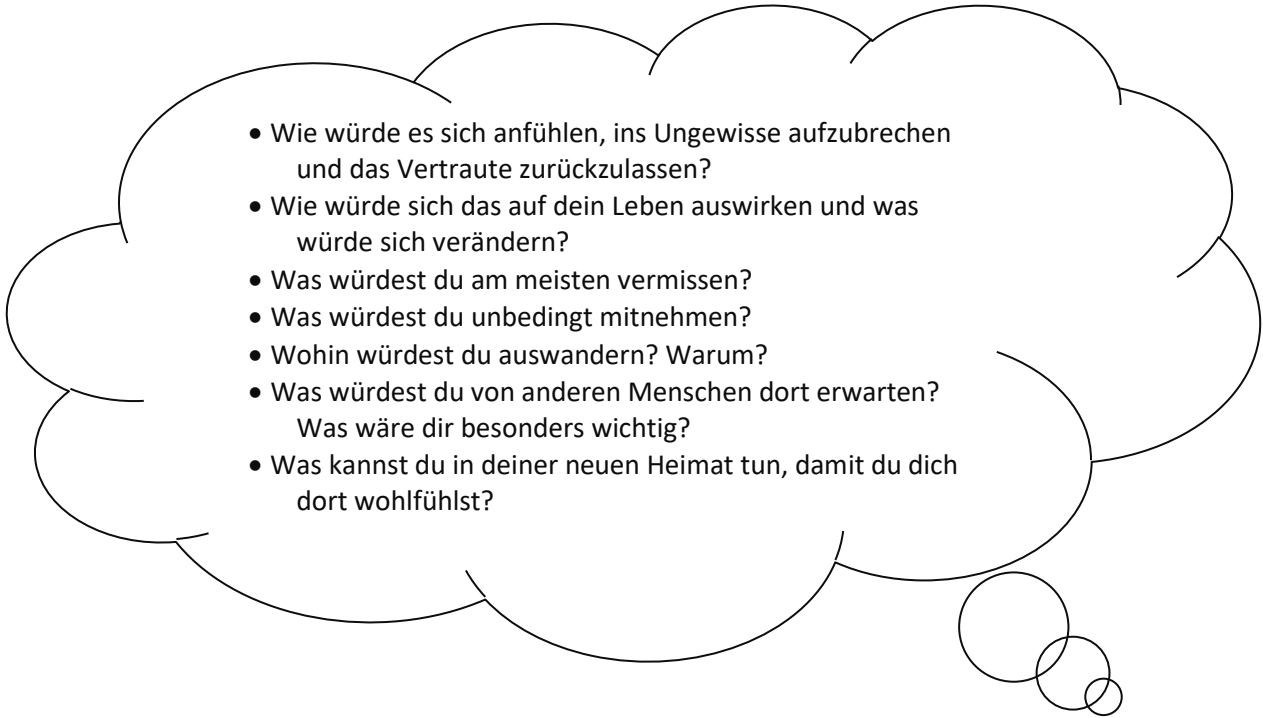 • Wie würde es sich anfühlen, ins Ungewisse aufzubrechen
und das Vertraute zurückzulassen?
• Wie würde sich das auf dein Leben auswirken und was
würde sich verändern?
• Was würdest du am meisten vermissen?
• Was würdest du unbedingt mitnehmen?
• Wohin würdest du auswandern? Warum?
• Was würdest du von anderen Menschen dort erwarten?
Was wäre dir besonders wichtig?
• Was kannst du in deiner neuen Heimat tun, damit du dich
dort wohlfühlst?